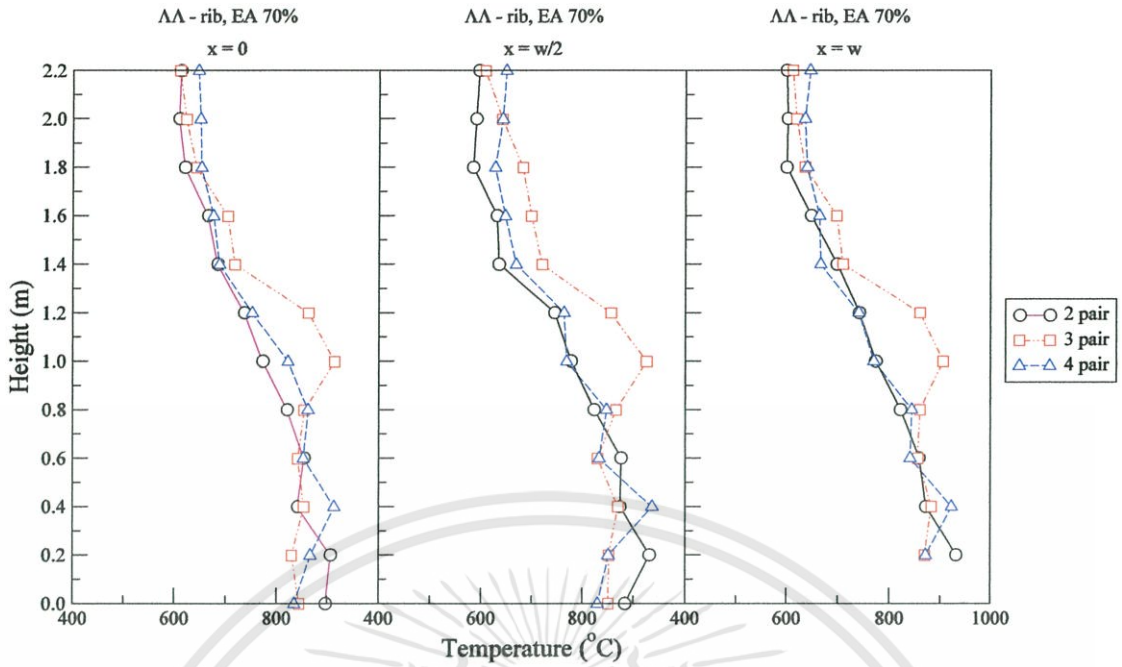 ΛΛ - rib, EA 70%
x = 0
ΛΛ - rib, EA 70%
x = w/2
ΛΛ - rib, EA 70%
x = w
2.2
2.0
1.8
1.6
1.4
1.2
1.0
0.8
0.6
0.4
0.2
0.0
Height (m)
400 600 800 400 600 800 400 600 800 1000
Temperature (°C)
2 pair
3 pair
4 pair